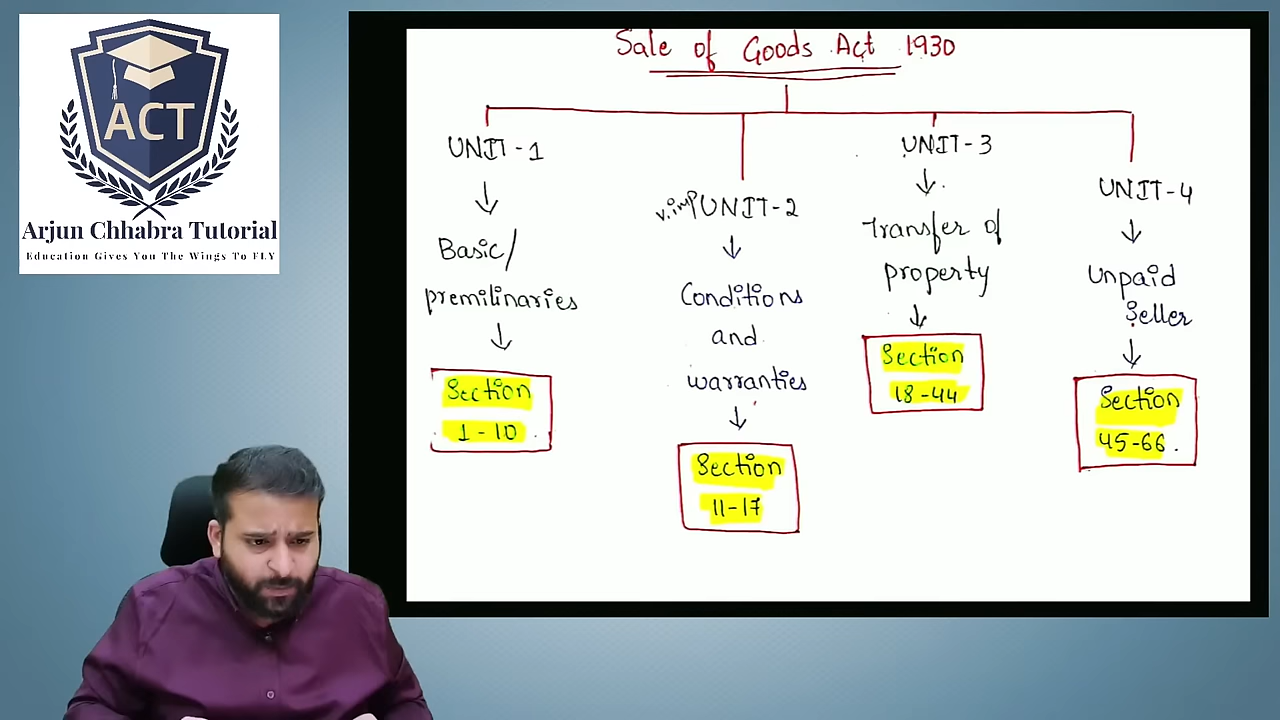 ACT
Arjun Chhabra Tutorial
Education Gives You The Wings To FLY
Sale of Goods Act 1930
UNIT-1
Basic/
premilinaries
Section
1-10
v.imp UNIT-2
Conditions
and
warranties
Section
11-17
UNIT-3
Transfer of
property
Section
18-44
UNIT-4
Unpaid
Seller
Section
45-66.